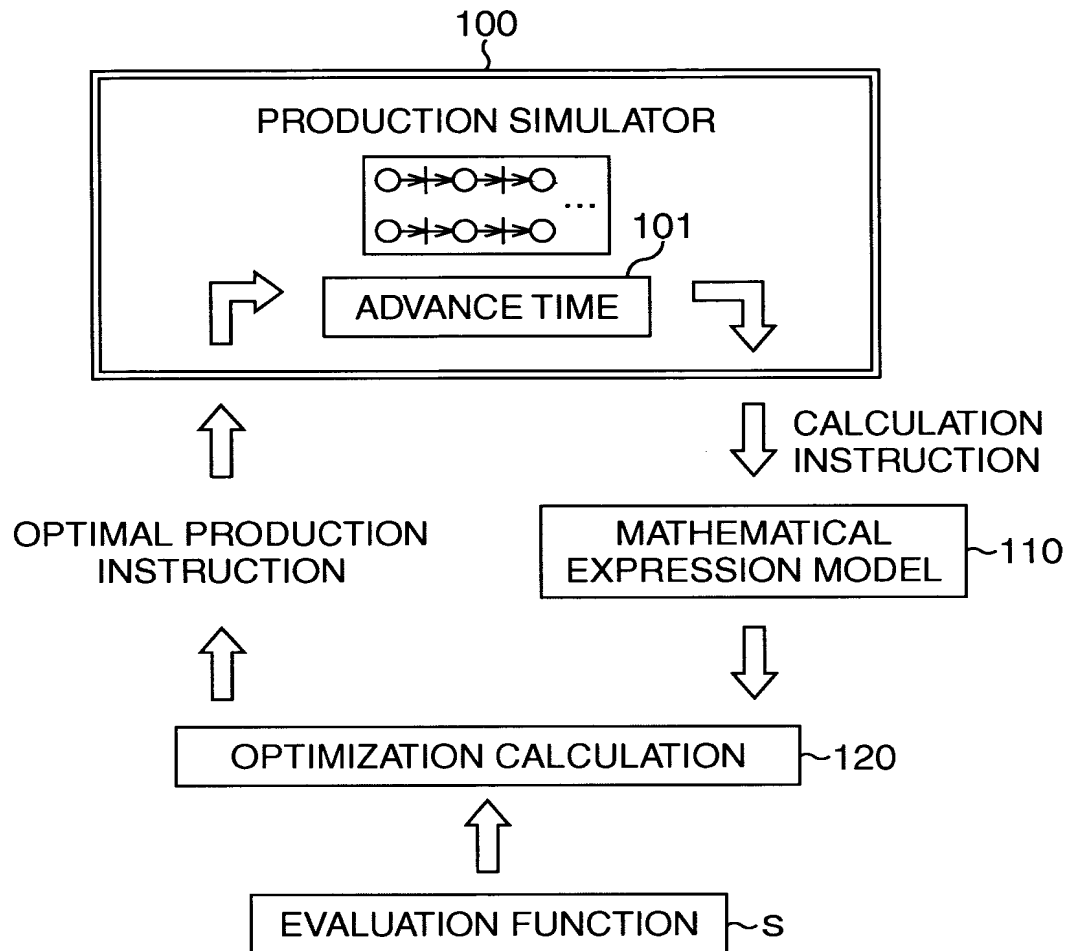 100
PRODUCTION SIMULATOR
...
101
ADVANCE TIME
CALCULATION
INSTRUCTION
OPTIMAL PRODUCTION
INSTRUCTION
MATHEMATICAL
EXPRESSION MODEL
110
OPTIMIZATION CALCULATION
120
EVALUATION FUNCTION
S